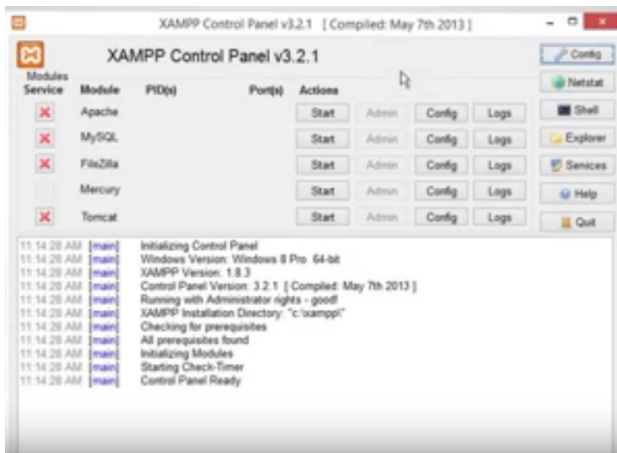 XAMPP Control Panel v3.2.1 [ Compiled: May 7th 2013 ]
XAMPP Control Panel v3.2.1
Config
Modules
Service Module PID(s) Port(s) Actions
Netstat
Apache Start Admin Config Logs
Shell
MySQL Start Admin Config Logs
Explorer
FileZilla Start Admin Config Logs
Services
Mercury Start Admin Config Logs
Help
Tomcat Start Admin Config Logs
Quit
11:14:28 AM [main] Initializing Control Panel
11:14:28 AM [main] Windows Version: Windows 8 Pro 64-bit
11:14:28 AM [main] XAMPP Version: 1.8.3
11:14:28 AM [main] Control Panel Version: 3.2.1 [ Compiled: May 7th 2013 ]
11:14:28 AM [main] Running with Administrator rights - good!
11:14:28 AM [main] XAMPP Installation Directory: "c:\xampp\"
11:14:28 AM [main] Checking for prerequisites
11:14:28 AM [main] All prerequisites found
11:14:28 AM [main] Initializing Modules
11:14:28 AM [main] Starting Check-Timer
11:14:28 AM [main] Control Panel Ready